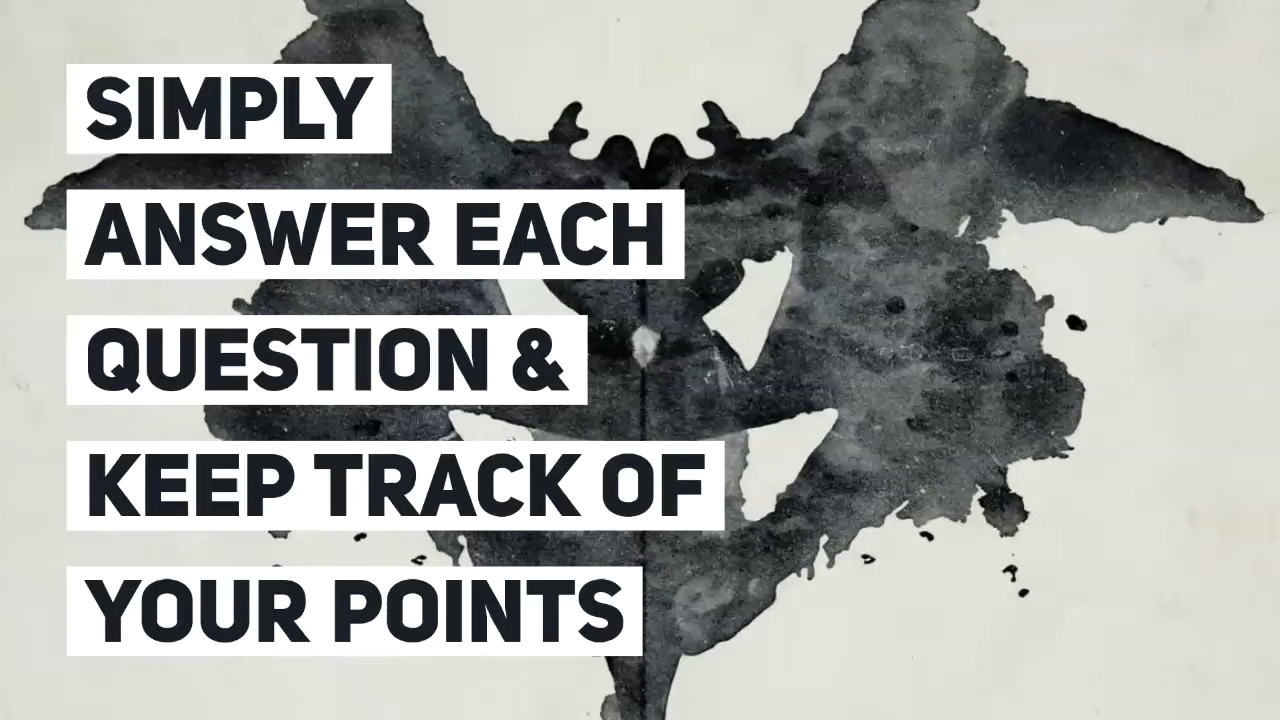 SIMPLY
ANSWER EACH
QUESTION &
KEEP TRACK OF
YOUR POINTS